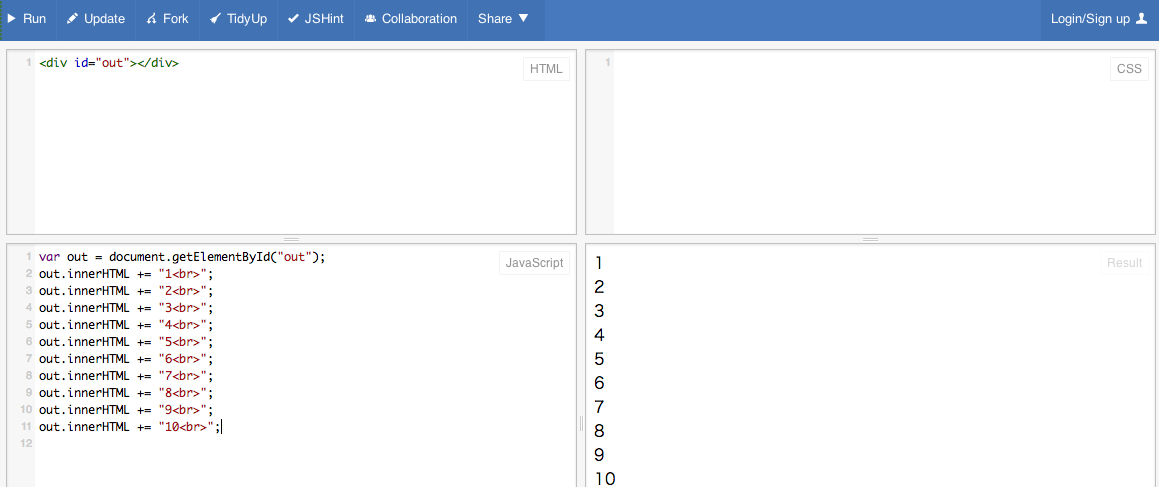 Run Update Fork TidyUp JSHint Collaboration Share Login/Sign up
1 <div id="out"></div>
HTML
1
CSS
1 var out = document.getElementById("out");
2 out.innerHTML += "1<br>";
3 out.innerHTML += "2<br>";
4 out.innerHTML += "3<br>";
5 out.innerHTML += "4<br>";
6 out.innerHTML += "5<br>";
7 out.innerHTML += "6<br>";
8 out.innerHTML += "7<br>";
9 out.innerHTML += "8<br>";
10 out.innerHTML += "9<br>";
11 out.innerHTML += "10<br>";
12
JavaScript
Result
1
2
3
4
5
6
7
8
9
10